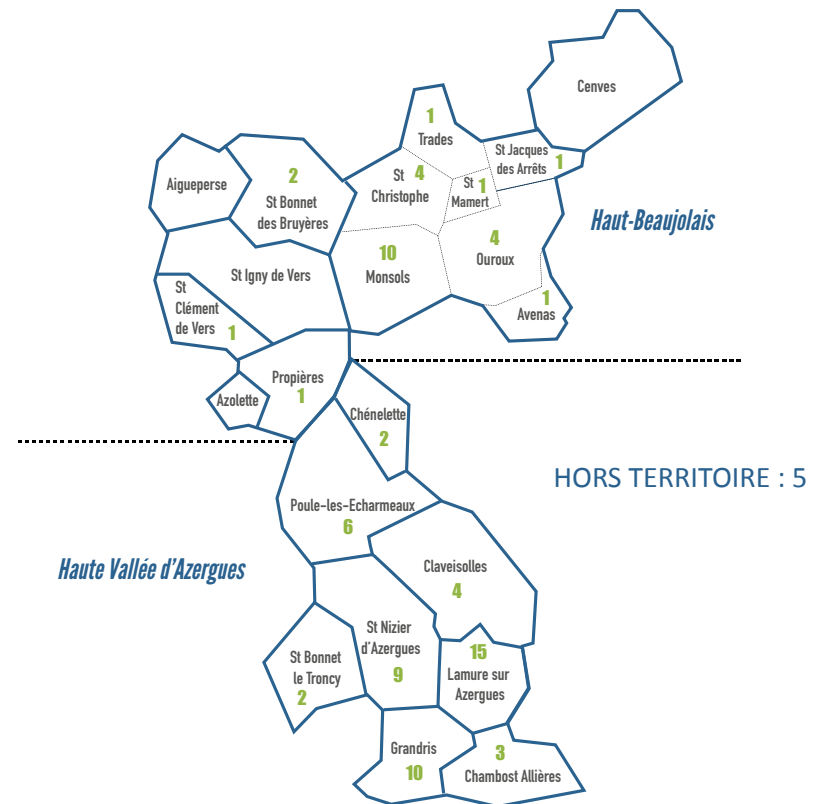 Cenves
1
Trades
St Jacques
des Arrêts
1
4
St
Christophe
St
1
Mamert
Aigueperse
2
St Bonnet
des Bruyères
Haut-Beaujolais
4
Ouroux
10
Monsols
St Igny de Vers
St
Clément
de Vers
1
1
Avenas
Propières
1
Azolette
Chénelette
2
HORS TERRITOIRE : 5
Poule-les-Echarmeaux
6
Haute Vallée d'Azergues
Claveisolles
4
St Nizier
d'Azergues
9
15
Lamure sur
Azergues
St Bonnet
le Troncy
2
Grandris
10
3
Chambost Allières